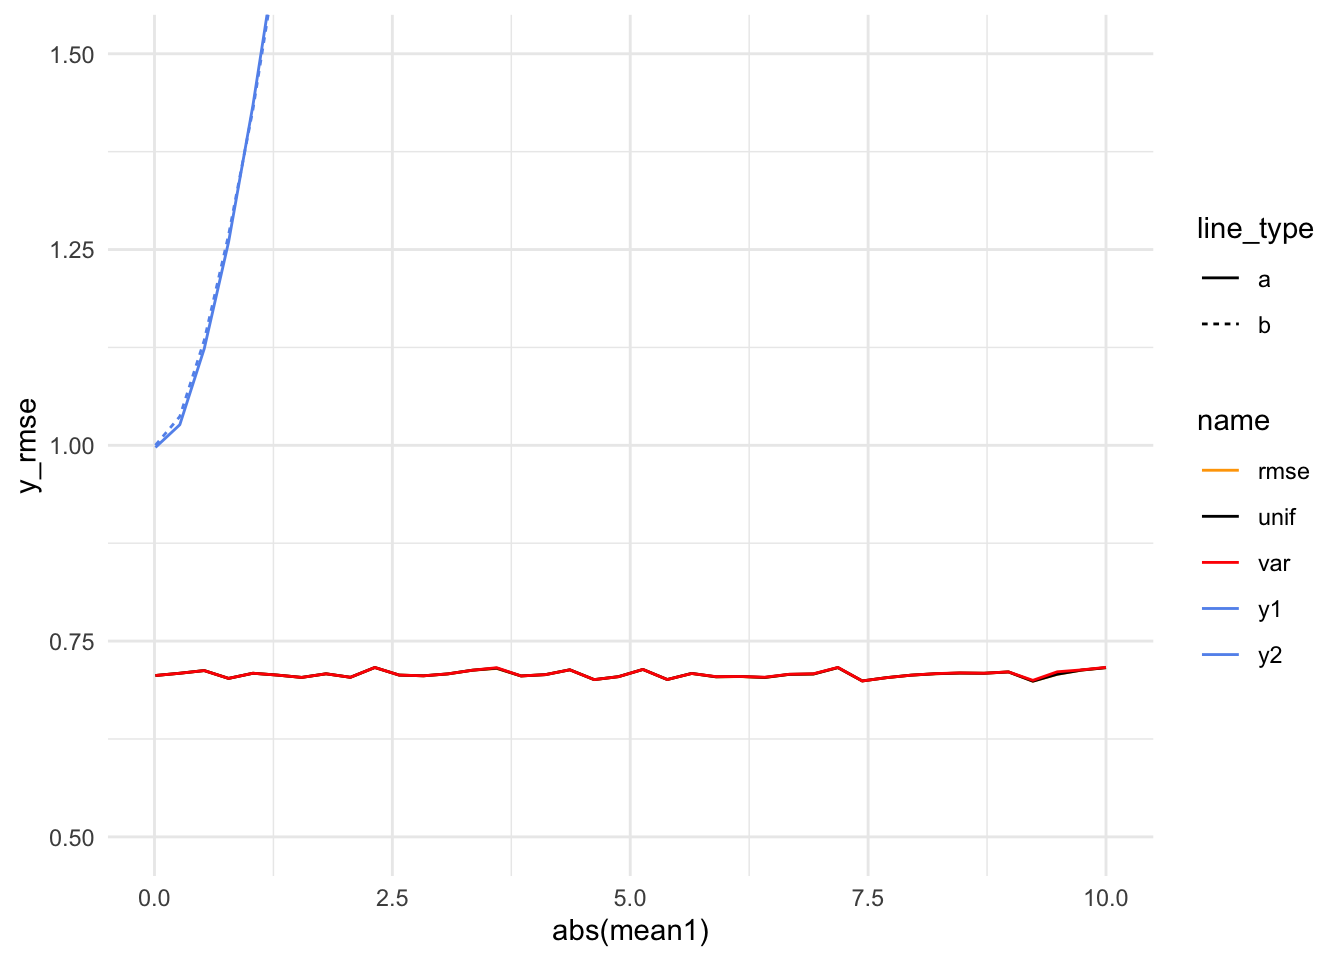 1.50
1.25
1.00
0.75
0.50
y_rmse
0.0 2.5 5.0 7.5 10.0
abs(mean1)
line_type
a
b
name
rmse
unif
var
y1
y2